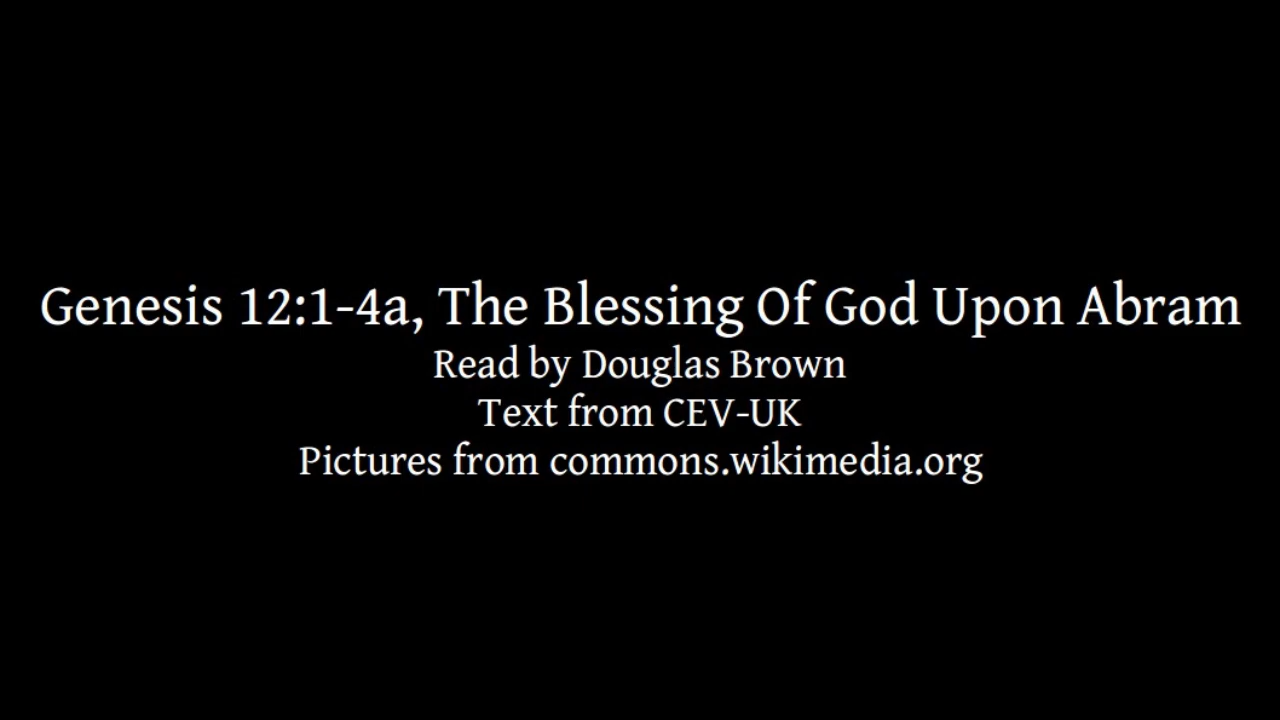 Genesis 12:1-4a, The Blessing Of God Upon Abram
Read by Douglas Brown
Text from CEV-UK
Pictures from commons.wikimedia.org